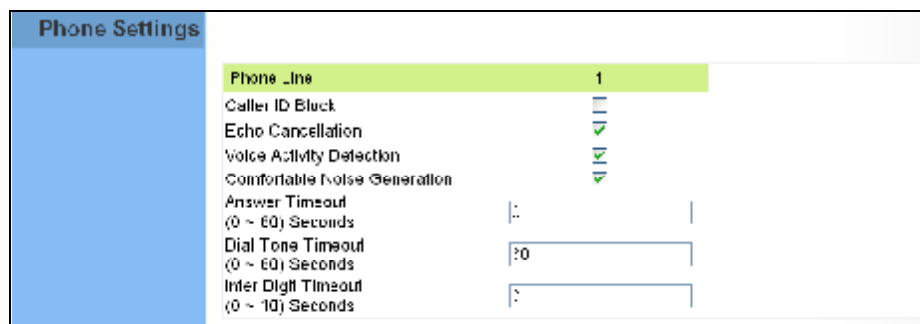 Phone Settings
Phone Line 1
Caller ID Block
Echo Cancellation
Voice Activity Detection
Comfortable Noise Generation
Answer Timeout
(0 ~ 60) Seconds
Dial Tone Timeout
(0 ~ 60) Seconds
Inter Digit Timeout
(0 ~ 10) Seconds